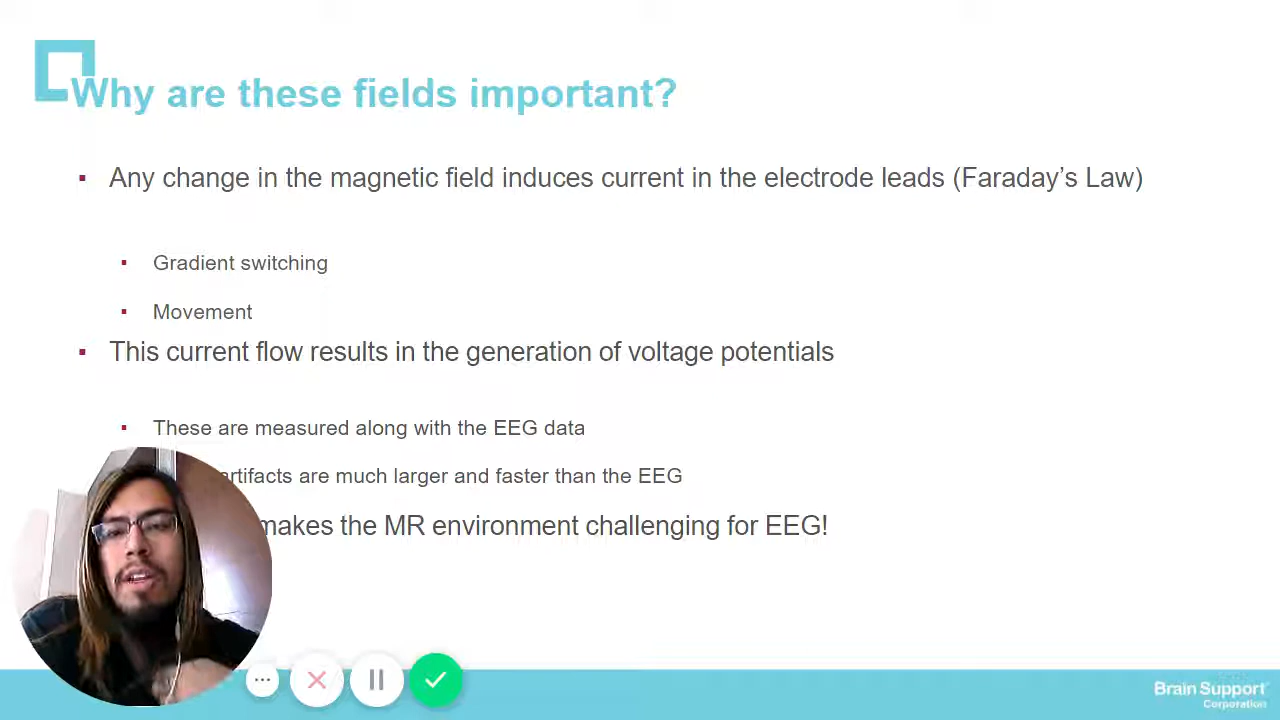 Why are these fields important?
Any change in the magnetic field induces current in the electrode leads (Faraday's Law)
Gradient switching
Movement
This current flow results in the generation of voltage potentials
These are measured along with the EEG data
artifacts are much larger and faster than the EEG
makes the MR environment challenging for EEG!
Brain Support
Corporation